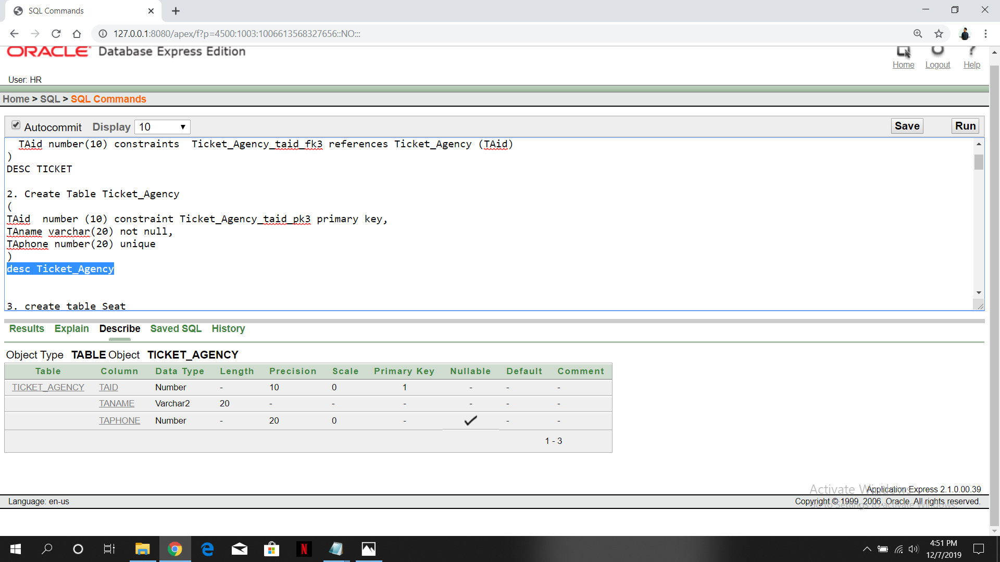 SQL Commands
127.0.0.1:8080/apex/f?p=4500:1003:1006613568327656::NO:::
ORACLE Database Express Edition
Home Logout Help
User: HR
Home > SQL > SQL Commands
Autocommit Display 10 Save Run
TAid number(10) constraints Ticket_Agency_taid_fk3 references Ticket_Agency (TAid)
)
DESC TICKET
2. Create Table Ticket_Agency
(
TAid number (10) constraint Ticket_Agency_taid_pk3 primary key,
TAname varchar(20) not null,
TAphone number(20) unique
)
desc Ticket_Agency
3. create table Seat
Results Explain Describe Saved SQL History
Object Type TABLE Object TICKET_AGENCY
Table Column Data Type Length Precision Scale Primary Key Nullable Default Comment
TICKET_AGENCY TAID Number - 10 0 1 - - -
TANAME Varchar2 20 - - - - - -
TAPHONE Number - 20 0 - ✓ - -
1 - 3
Activate Windows
Application Express 2.1.0.00.39
Language: en-us
Copyright © 1999, 2006, Oracle. All rights reserved.
Go to Settings to activate Windows.
4:51 PM
12/7/2019